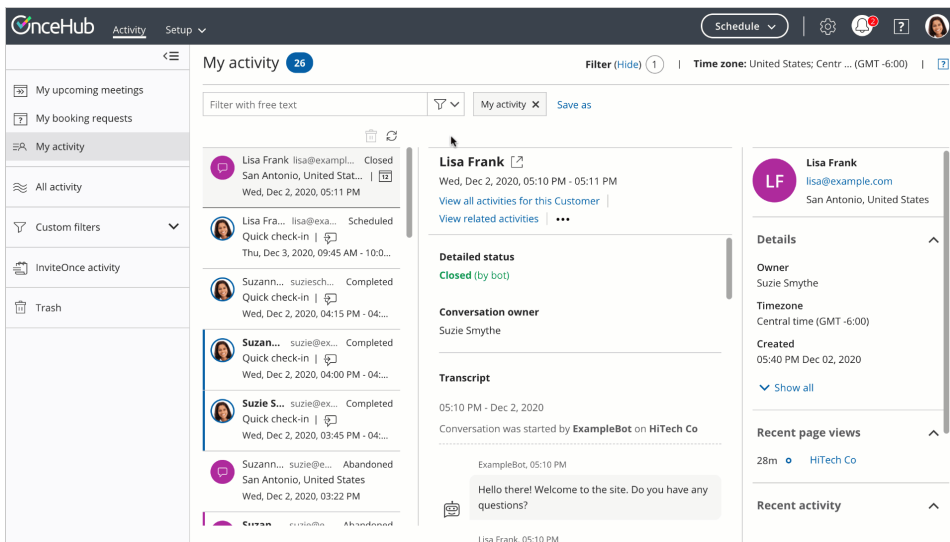 OnceHub
Activity
Setup
Schedule
2
?
My activity 26
Filter (Hide) 1 | Time zone: United States; Centr ... (GMT -6:00) | ?
My upcoming meetings
My booking requests
My activity
All activity
Custom filters
InviteOnce activity
Trash
Filter with free text
My activity X
Save as
Lisa Frank lisa@exampl... Closed
San Antonio, United Stat... | 12
Wed, Dec 2, 2020, 05:11 PM
Lisa Fra... lisa@exa... Scheduled
Quick check-in |
Thu, Dec 3, 2020, 09:45 AM - 10:0...
Suzann... suziesch... Completed
Quick check-in |
Wed, Dec 2, 2020, 04:15 PM - 04:...
Suzan... suzie@ex... Completed
Quick check-in |
Wed, Dec 2, 2020, 04:00 PM - 04:...
Suzie S... suzie@ex... Completed
Quick check-in |
Wed, Dec 2, 2020, 03:45 PM - 04:...
Suzann... suzie@e... Abandoned
San Antonio, United States
Wed, Dec 2, 2020, 03:22 PM
Suzan... suzie@e... Abandoned
Lisa Frank
Wed, Dec 2, 2020, 05:10 PM - 05:11 PM
View all activities for this Customer |
View related activities | •••
Detailed status
Closed (by bot)
Conversation owner
Suzie Smythe
Transcript
05:10 PM - Dec 2, 2020
Conversation was started by ExampleBot on HiTech Co
ExampleBot, 05:10 PM
Hello there! Welcome to the site. Do you have any
questions?
Lisa Frank, 05:10 PM
LF
Lisa Frank
lisa@example.com
San Antonio, United States
Details
Owner
Suzie Smythe
Timezone
Central time (GMT -6:00)
Created
05:40 PM Dec 02, 2020
Show all
Recent page views
28m HiTech Co
Recent activity